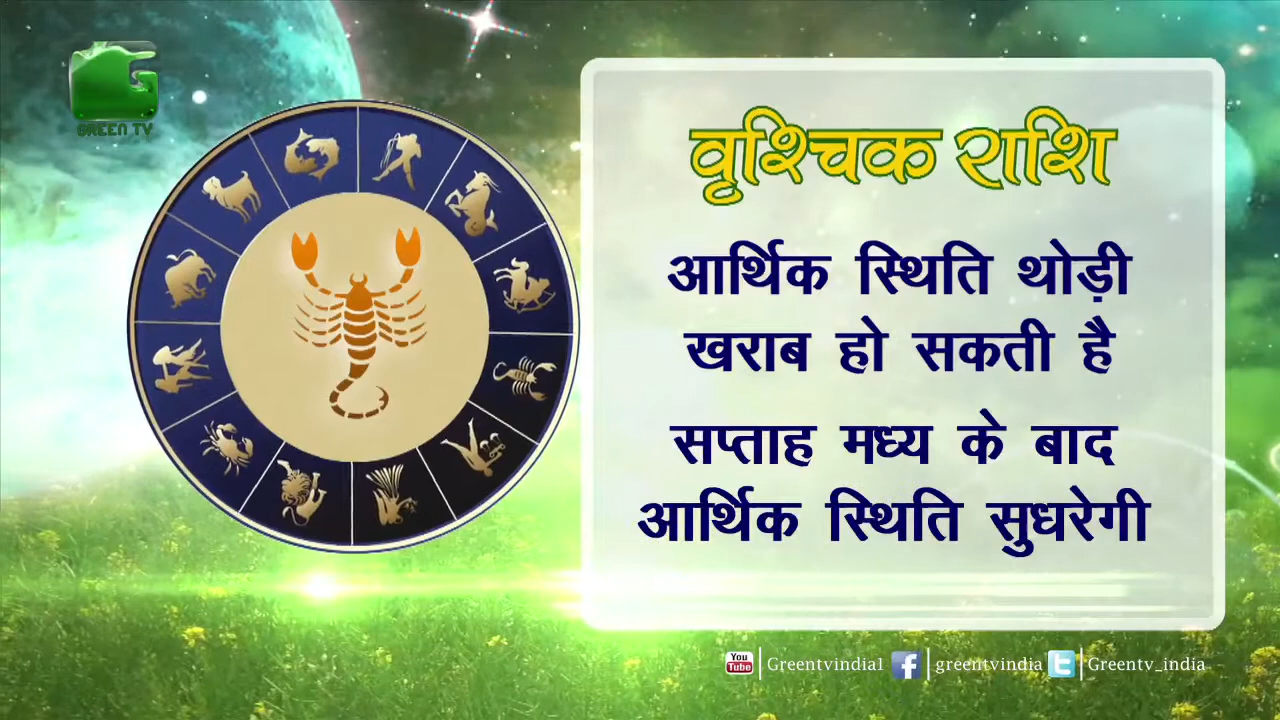 GREEN TV
वृश्चिक राशि
आर्थिक स्थिति थोड़ी
खराब हो सकती है
सप्ताह मध्य के बाद
आर्थिक स्थिति सुधरेगी
You Tube Greentvindia1 f greentvindia t Greentv_india